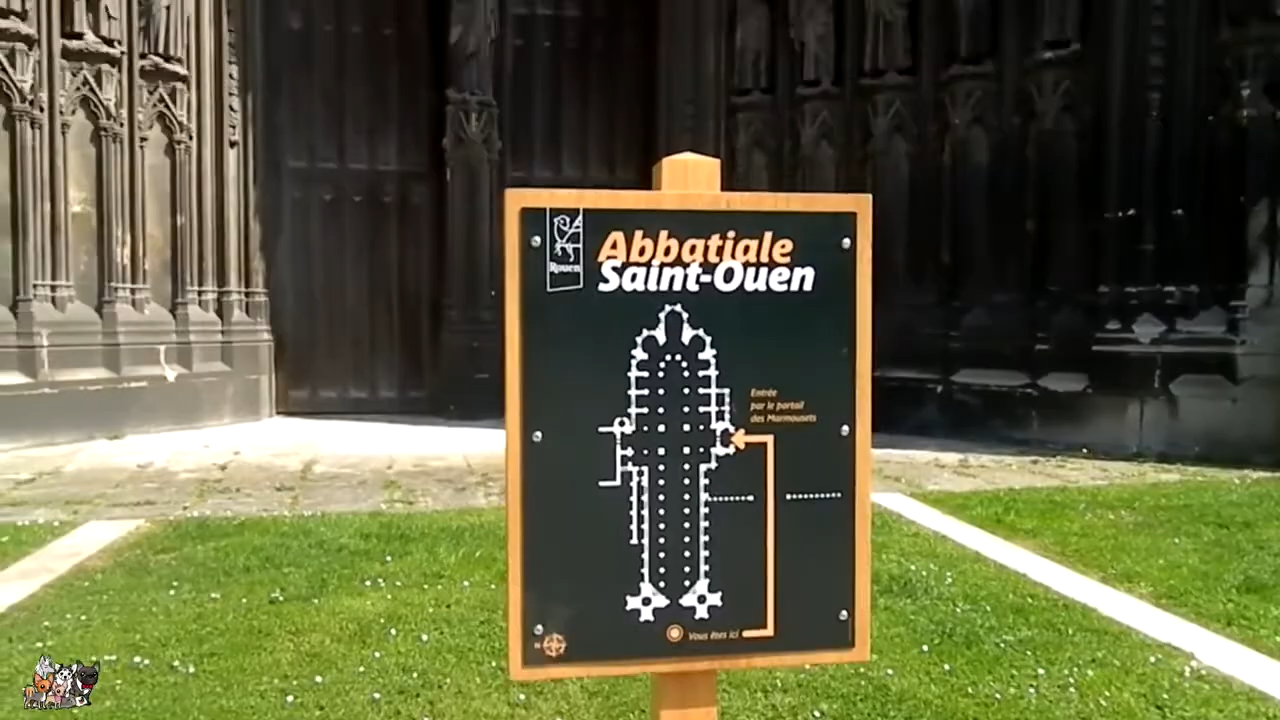 Rouen
Abbatiale
Saint-Ouen
Entrée
par le portail
des Marmousets
Vous êtes ici
N